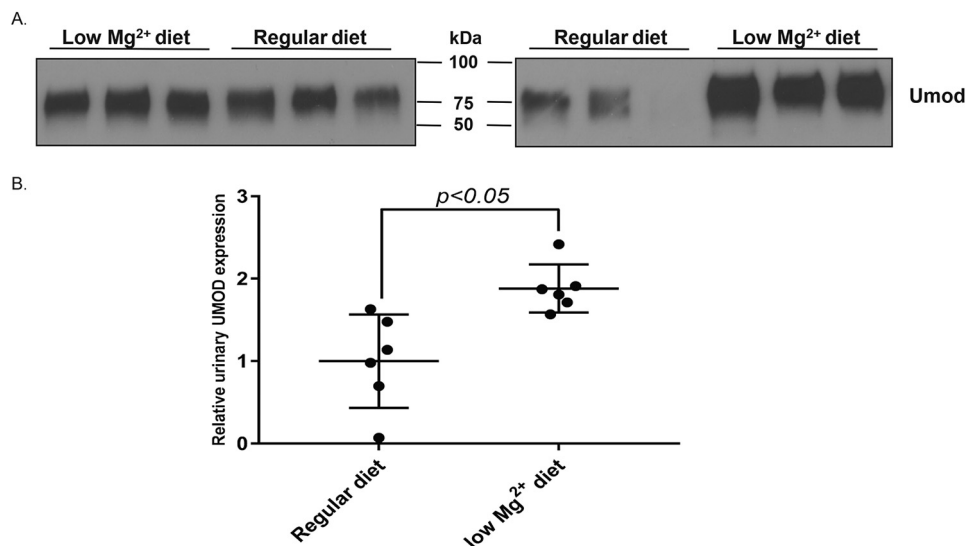 A.
Low Mg²⁺ diet Regular diet kDa Regular diet Low Mg²⁺ diet
100
75 Umod
50
B.
Relative urinary UMOD expression
3
2
1
0
p<0.05
Regular diet
low Mg²⁺ diet